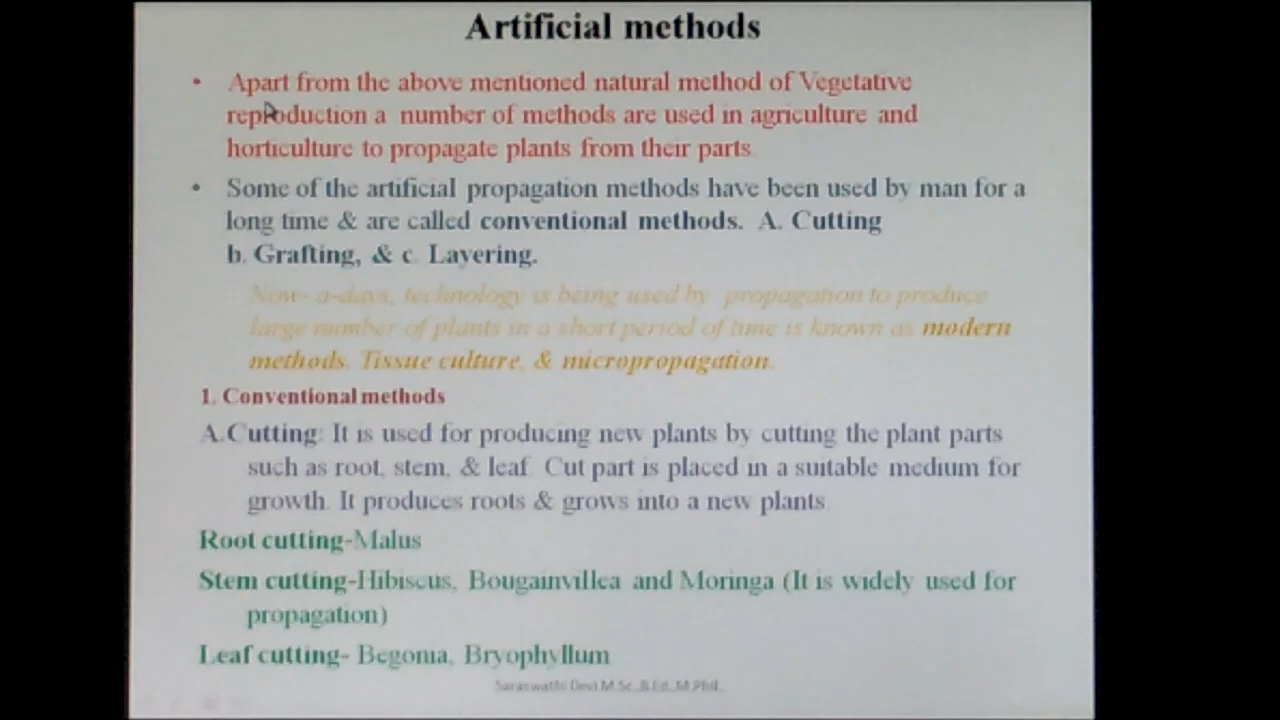 Artificial methods
• Apart from the above mentioned natural method of Vegetative
reproduction a number of methods are used in agriculture and
horticulture to propagate plants from their parts.
• Some of the artificial propagation methods have been used by man for a
long time & are called conventional methods. A. Cutting
b. Grafting, & c. Layering.
Now- a-days, technology is being used by propagation to produce
large number of plants in a short period of time is known as modern
methods. Tissue culture, & micropropagation.
1. Conventional methods
A.Cutting: It is used for producing new plants by cutting the plant parts
such as root, stem, & leaf. Cut part is placed in a suitable medium for
growth. It produces roots & grows into a new plants.
Root cutting-Malus
Stem cutting-Hibiscus, Bougainvillea and Moringa (It is widely used for
propagation)
Leaf cutting- Begonia, Bryophyllum
Saraswathi Devi M.Sc.,B.Ed.,M.Phil.,